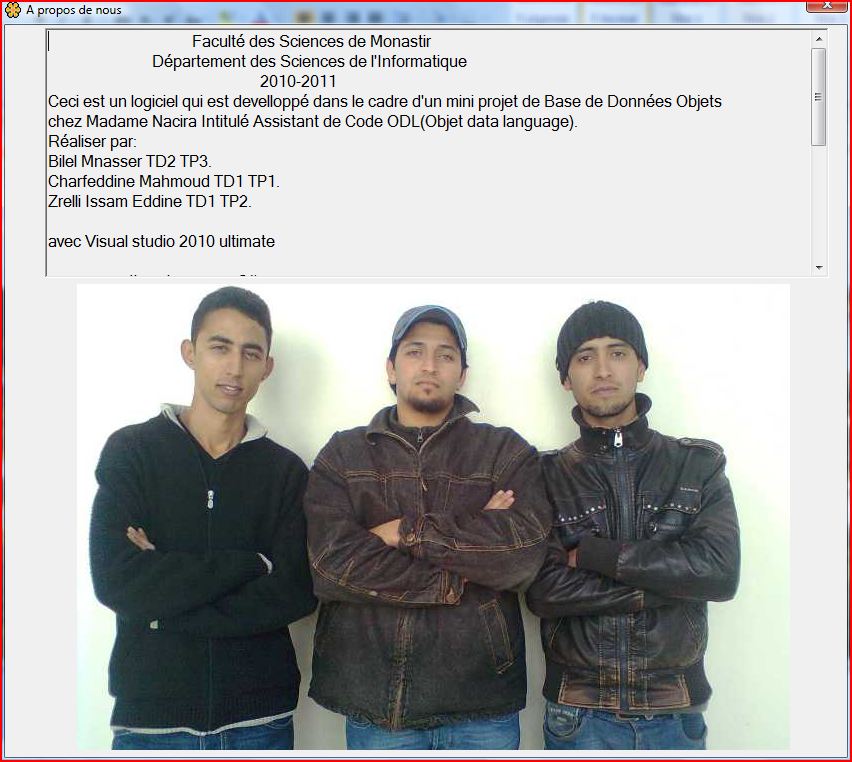 A propos de nous
Faculté des Sciences de Monastir
Département des Sciences de l'Informatique
2010-2011
Ceci est un logiciel qui est develloppé dans le cadre d'un mini projet de Base de Données Objets
chez Madame Nacira Intitulé Assistant de Code ODL(Objet data language).
Réaliser par:
Bilel Mnasser TD2 TP3.
Charfeddine Mahmoud TD1 TP1.
Zrelli Issam Eddine TD1 TP2.
avec Visual studio 2010 ultimate